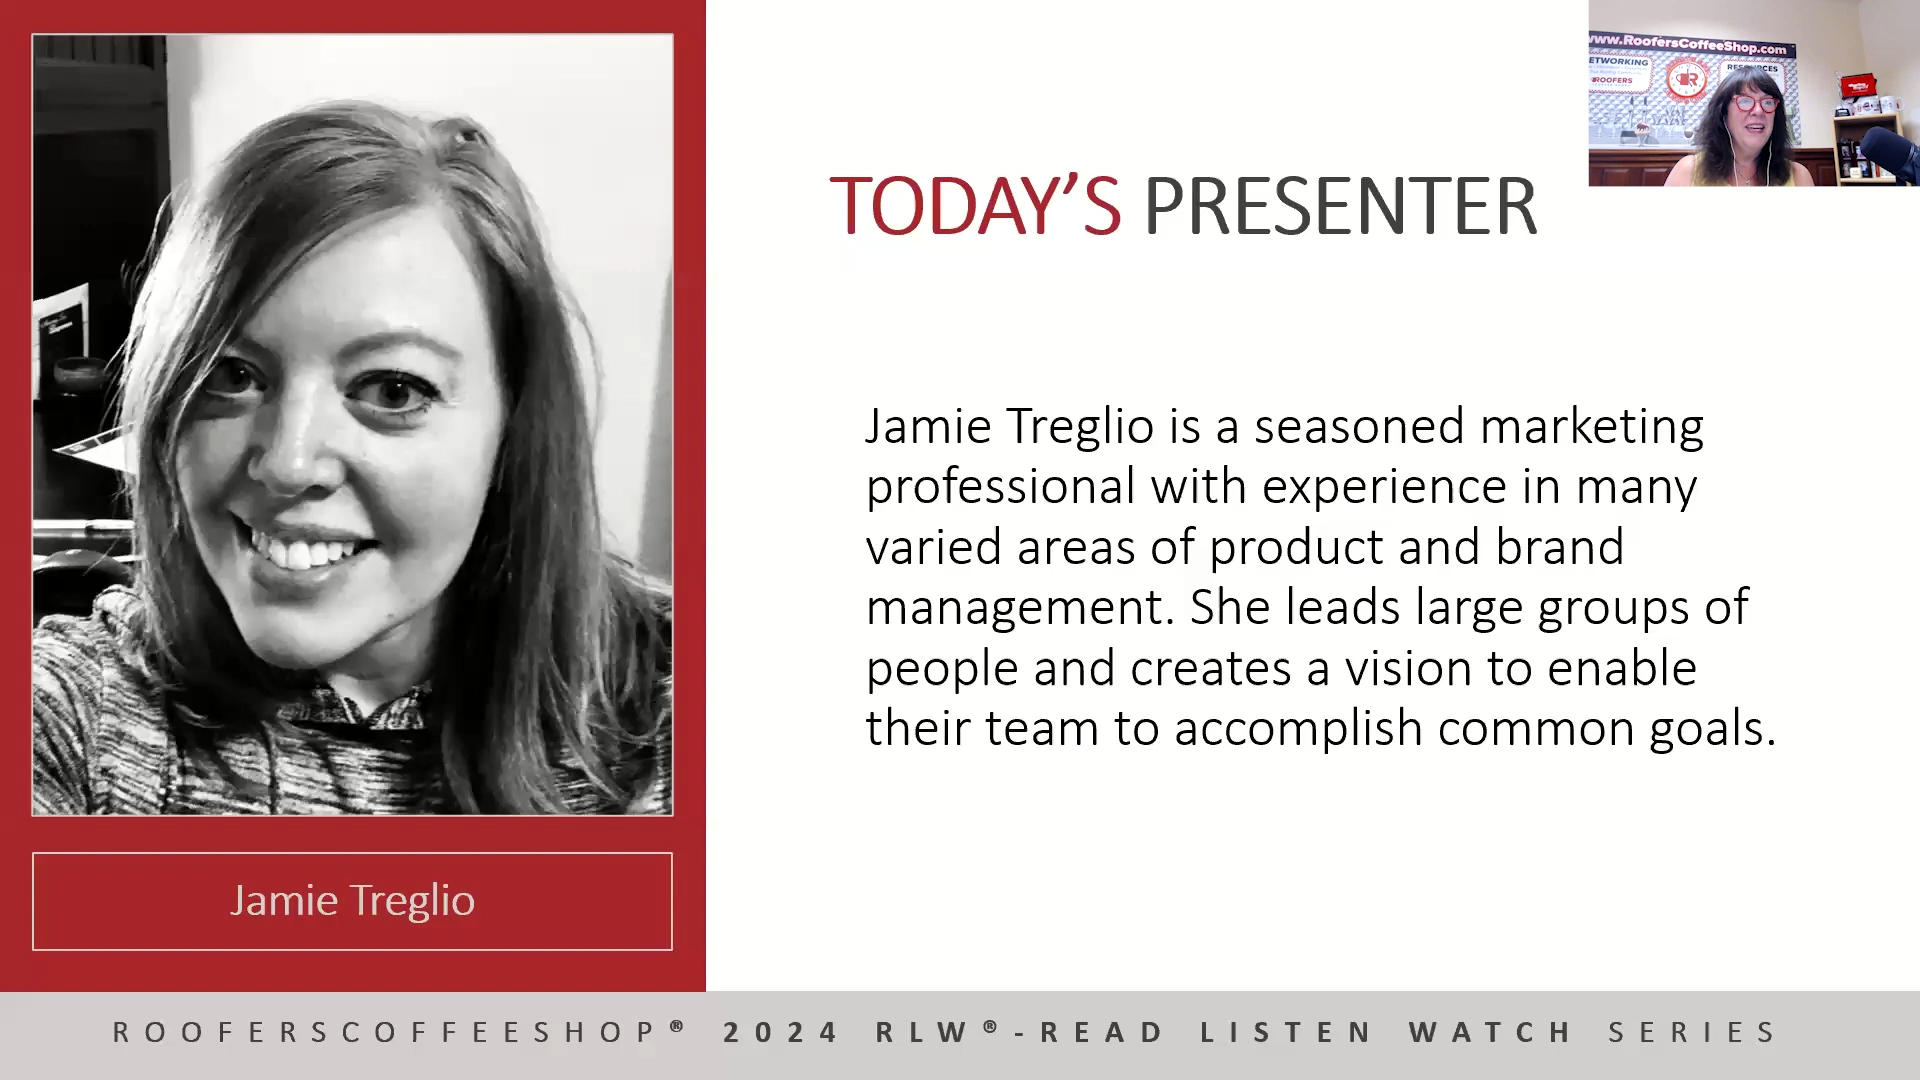 www.RoofersCoffeeShop.com
ETWORKING
ROOFERS
R
TODAY’S PRESENTER
Jamie Treglio is a seasoned marketing
professional with experience in many
varied areas of product and brand
management. She leads large groups of
people and creates a vision to enable
their team to accomplish common goals.
Jamie Treglio
ROOFERSCOFFEESHOP® 2024 RLW®-READ LISTEN WATCH SERIES